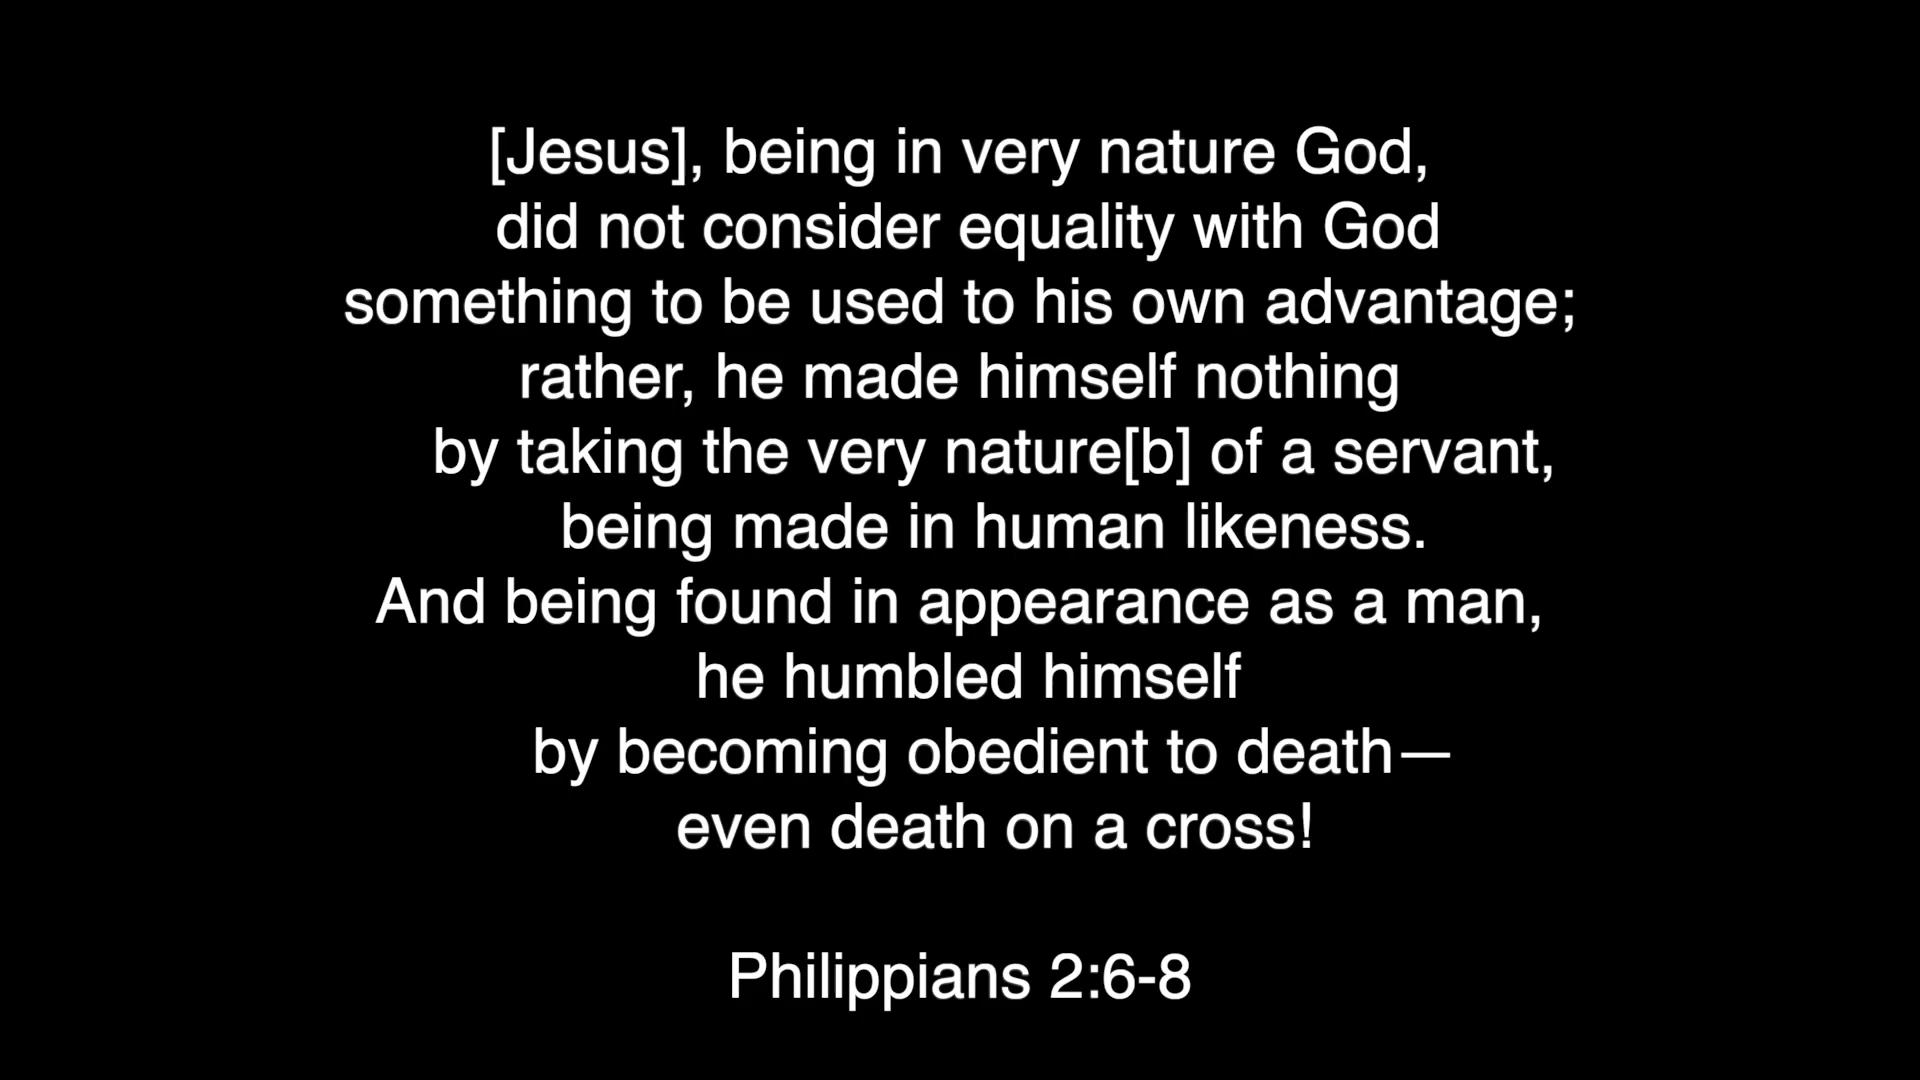 [Jesus], being in very nature God,
did not consider equality with God
something to be used to his own advantage;
rather, he made himself nothing
by taking the very nature[b] of a servant,
being made in human likeness.
And being found in appearance as a man,
he humbled himself
by becoming obedient to death—
even death on a cross!
Philippians 2:6-8